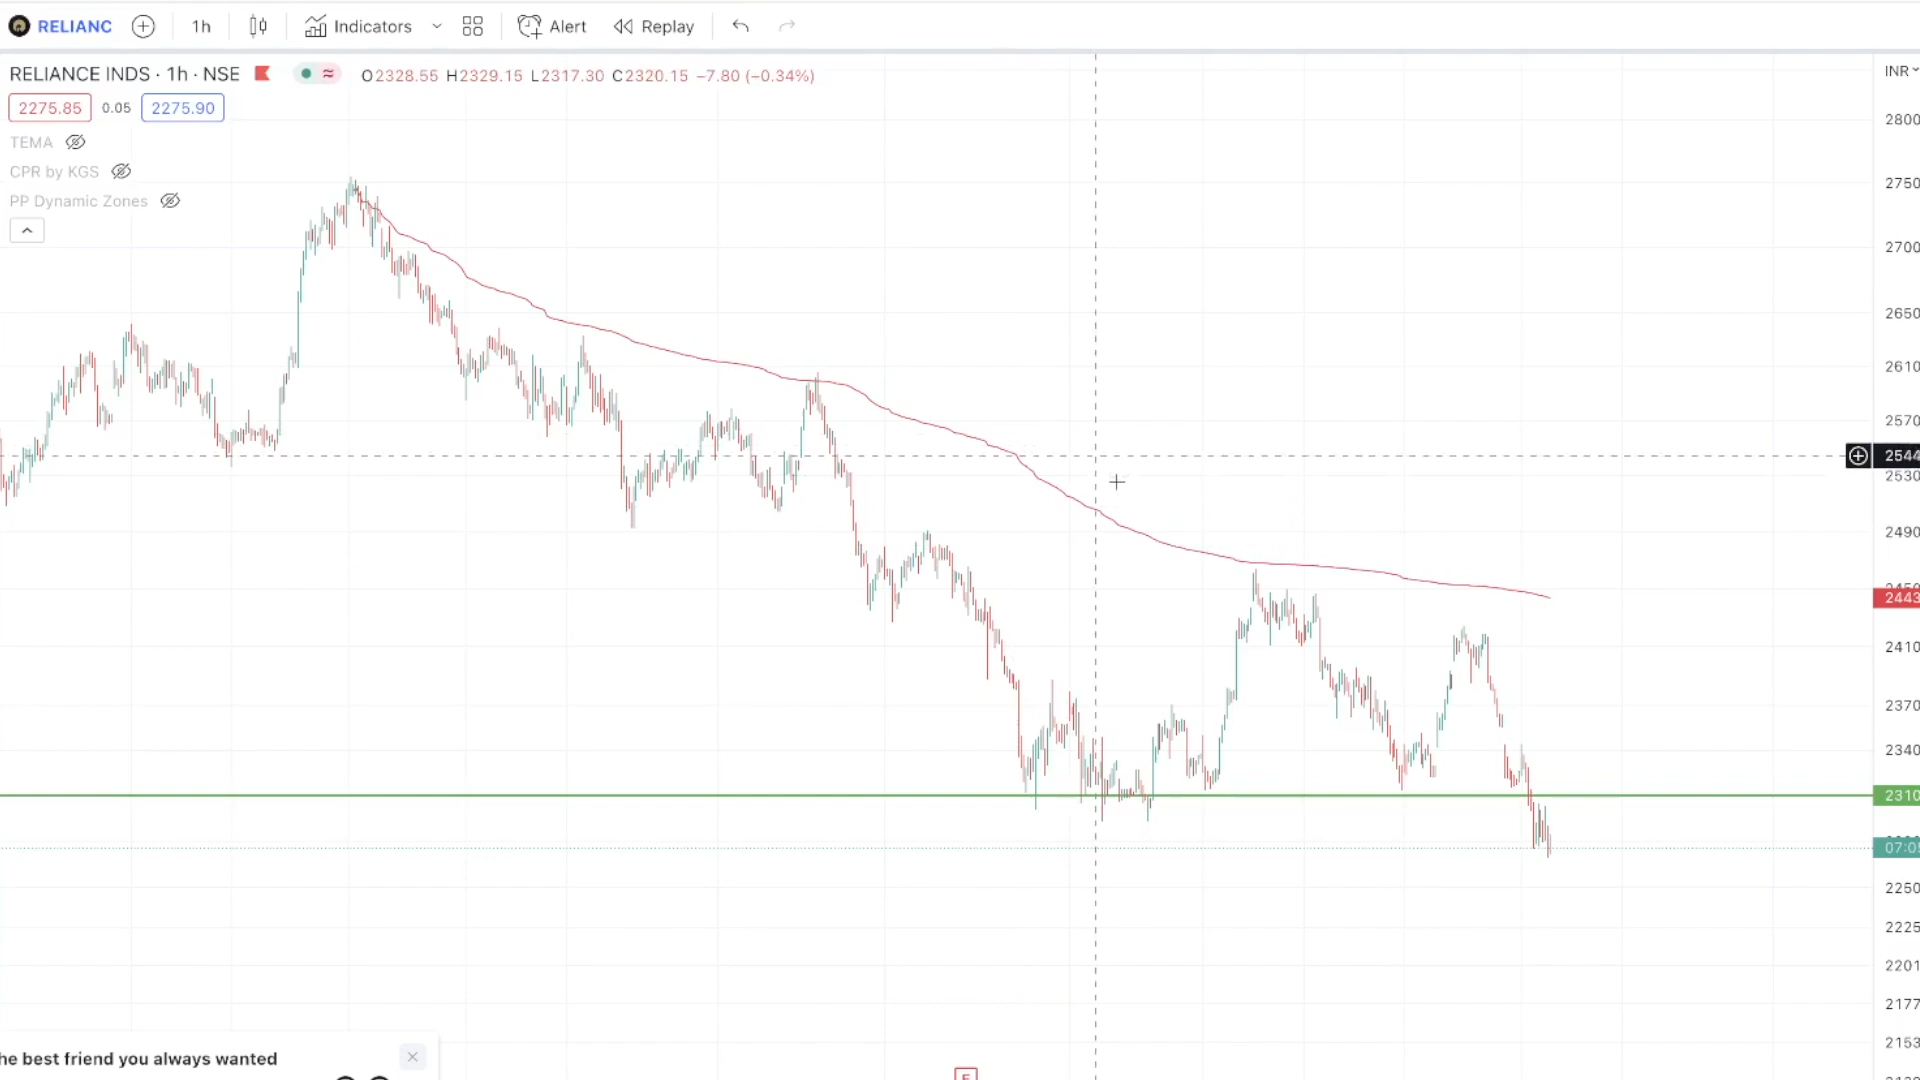 RELIANC 1h Indicators Alert Replay
RELIANCE INDS · 1h · NSE O2328.55 H2329.15 L2317.30 C2320.15 −7.80 (−0.34%)
INR
2275.85 0.05 2275.90
TEMA
CPR by KGS
PP Dynamic Zones
2800
2750
2700
2650
2610
2570
2544
2530
2490
2443
2410
2370
2340
2310
07:05
2250
2225
2201
2177
2153
he best friend you always wanted
E